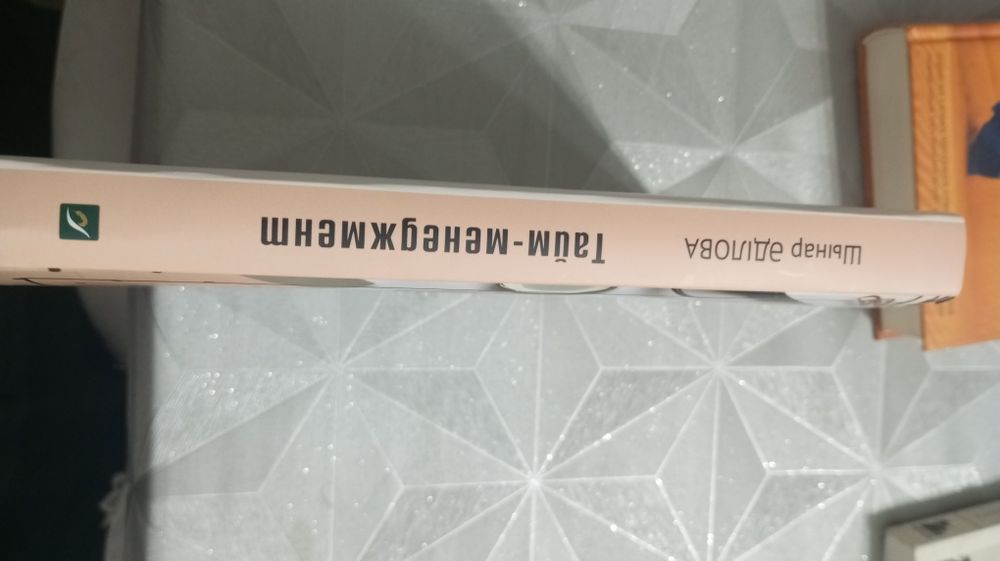 Шынар ӘДІЛОВА
Тайм-менеджмент